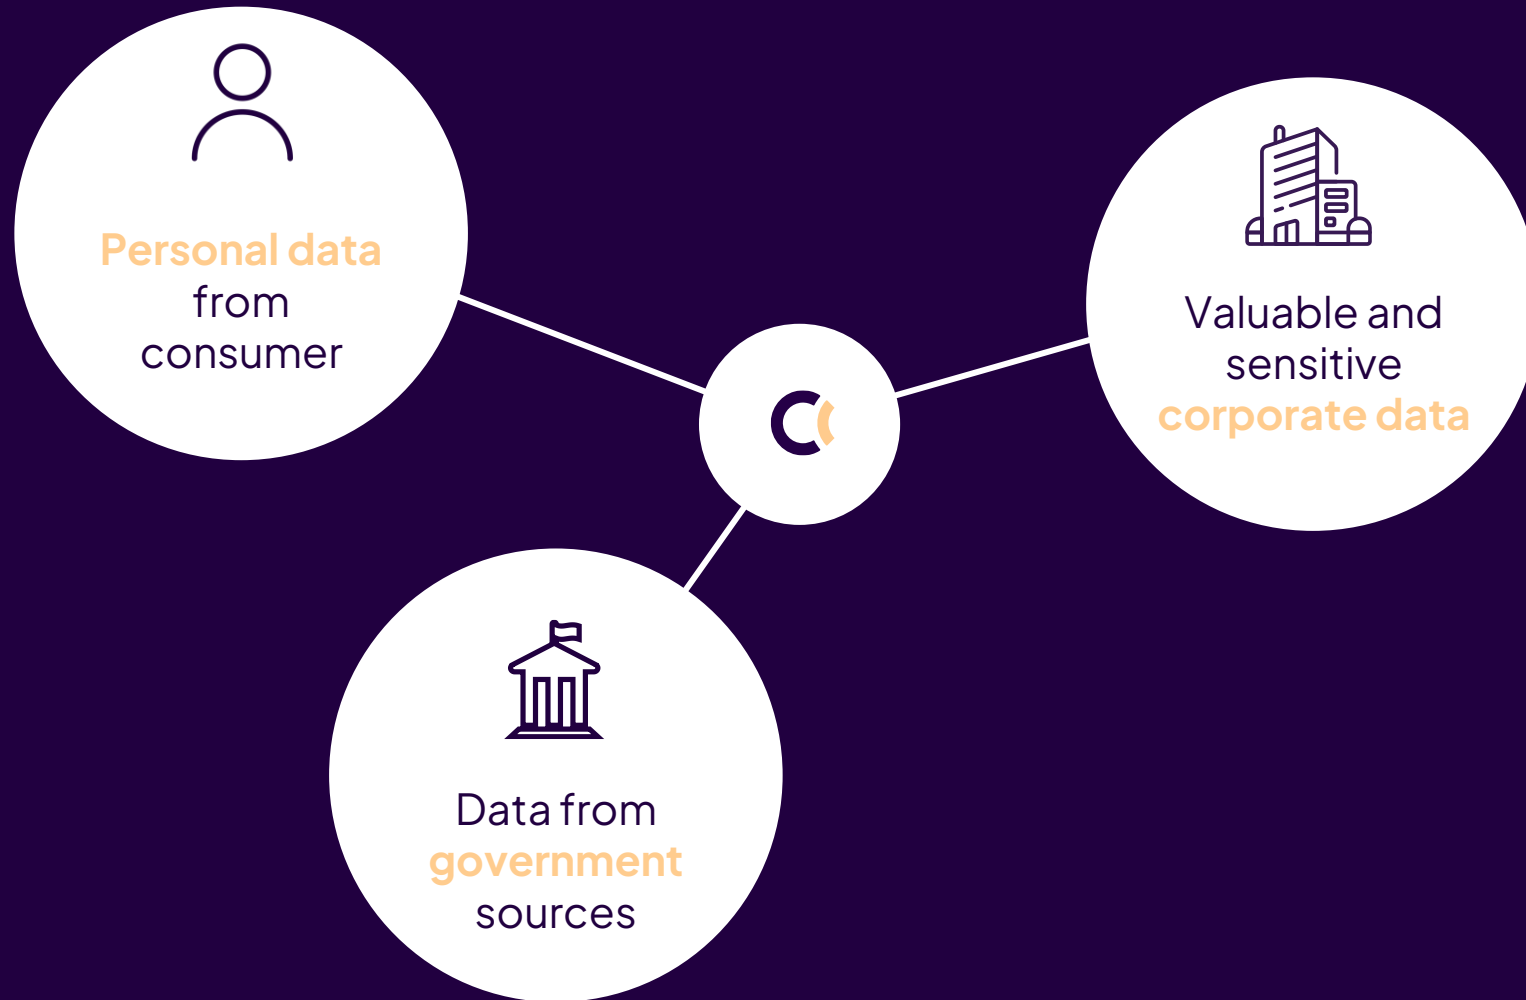 Personal data
from
consumer
Valuable and
sensitive
corporate data
Data from
government
sources